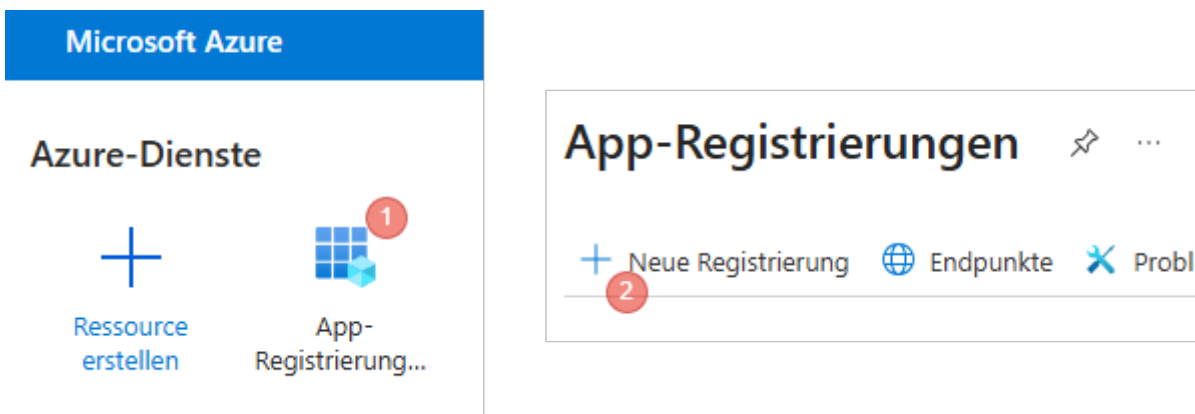 Microsoft Azure
Azure-Dienste
1
Ressource
erstellen
App-
Registrierung...
App-Registrierungen ...
Neue Registrierung Endpunkte Probl
2